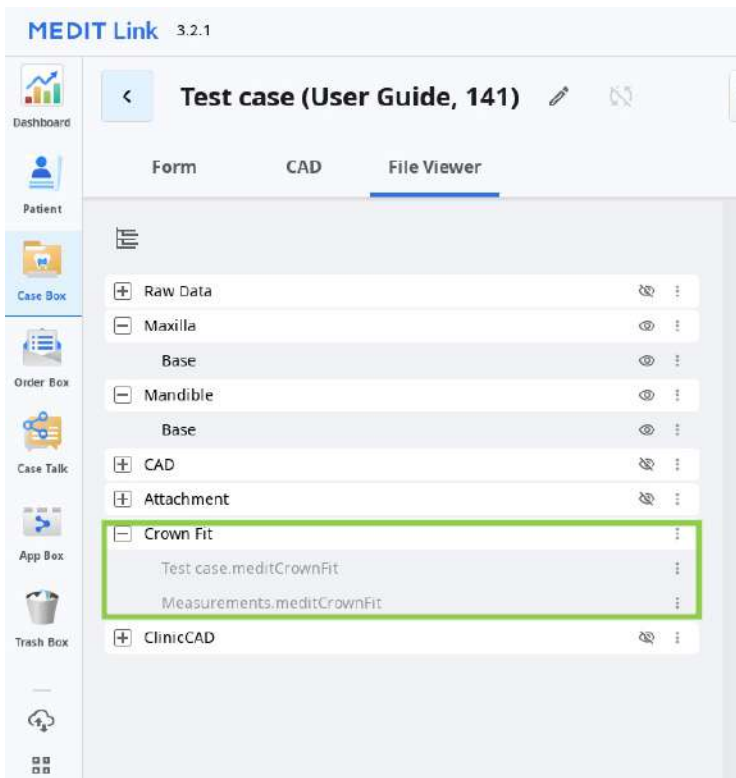 MEDIT Link 3.2.1
Dashboard
Patient
Case Box
Order Box
Case Talk
App Box
Trash Box
Test case (User Guide, 141)
Form CAD File Viewer
Raw Data
Maxilla
Base
Mandible
Base
CAD
Attachment
Crown Fit
Test case.meditCrownFit
Measurements.meditCrownFit
ClinicCAD